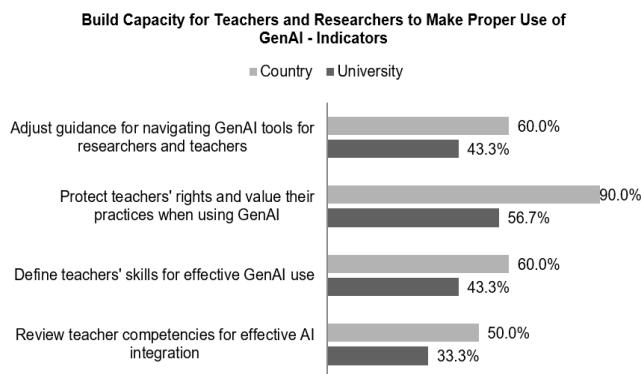 Build Capacity for Teachers and Researchers to Make Proper Use of
GenAI - Indicators
Country University
Adjust guidance for navigating GenAI tools for
researchers and teachers
60.0%
43.3%
Protect teachers' rights and value their
practices when using GenAI
90.0%
56.7%
Define teachers' skills for effective GenAI use
60.0%
43.3%
Review teacher competencies for effective AI
integration
50.0%
33.3%